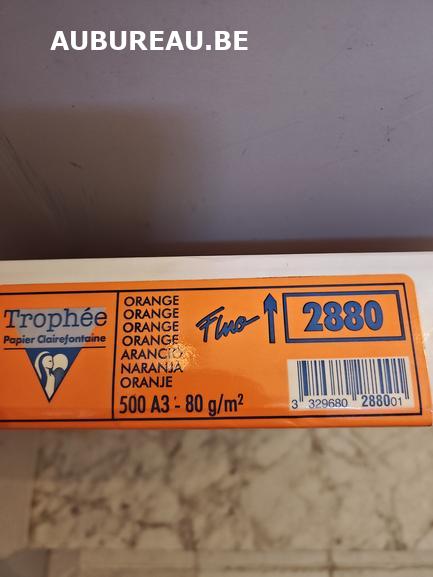 AUBUREAU.BE
Trophée
Papier Clairefontaine
ORANGE
ORANGE
ORANGE
ORANGE
ARANCIO
NARANJA
ORANJE
500 A3 - 80 g/m²
Fluo
2880
3 329680 288001